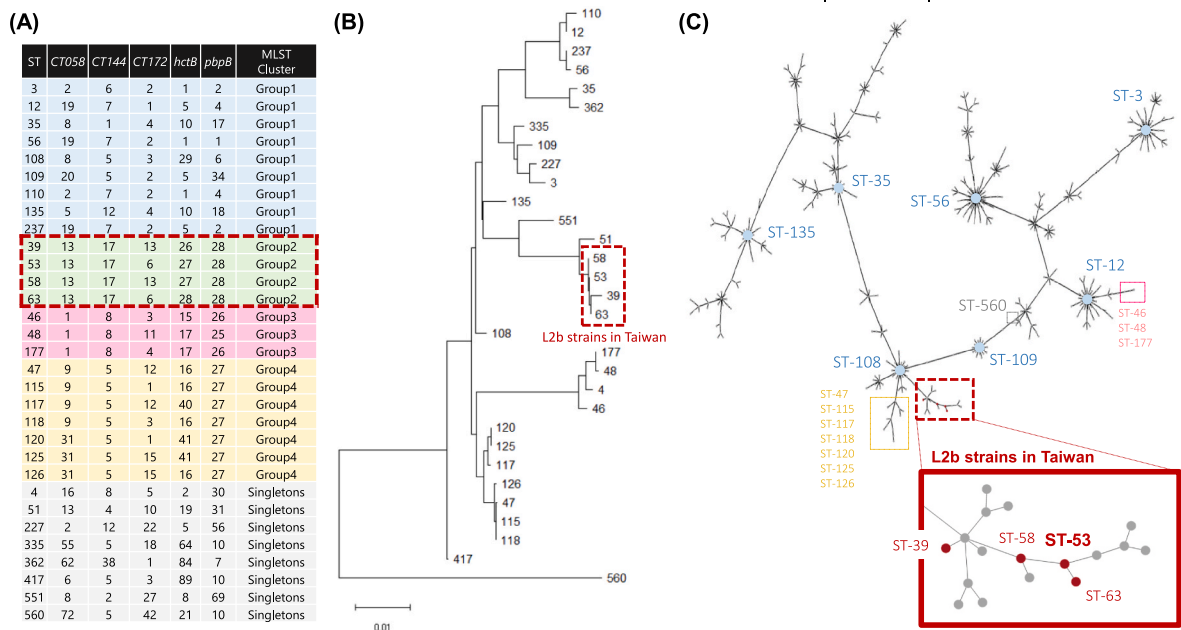 (A)
ST CT058 CT144 CT172 hctB pbpB MLST Cluster
3 2 6 2 1 2 Group1
12 19 7 1 5 4 Group1
35 8 1 4 10 17 Group1
56 19 7 2 1 1 Group1
108 8 5 3 29 6 Group1
109 20 5 2 5 34 Group1
110 2 7 2 1 4 Group1
135 5 12 4 10 18 Group1
237 19 7 2 5 2 Group1
39 13 17 13 26 28 Group2
53 13 17 6 27 28 Group2
58 13 17 13 27 28 Group2
63 13 17 6 28 28 Group2
46 1 8 3 15 26 Group3
48 1 8 11 17 25 Group3
177 1 8 4 17 26 Group3
47 9 5 12 16 27 Group4
115 9 5 1 16 27 Group4
117 9 5 12 40 27 Group4
118 9 5 3 16 27 Group4
120 31 5 1 41 27 Group4
125 31 5 15 41 27 Group4
126 31 5 15 16 27 Group4
4 16 8 5 2 30 Singletons
51 13 4 10 19 31 Singletons
227 2 12 22 5 56 Singletons
335 55 5 18 64 10 Singletons
362 62 38 1 84 7 Singletons
417 6 5 3 89 10 Singletons
551 8 2 27 8 69 Singletons
560 72 5 42 21 10 Singletons
(B)
110
12
237
56
35
362
335
109
227
3
135
551
51
58
53
39
63
L2b strains in Taiwan
108
177
48
4
46
120
125
117
126
47
115
118
417
560
0.01
(C)
ST-3
ST-35
ST-56
ST-135
ST-12
ST-560
ST-46
ST-48
ST-177
ST-109
ST-108
ST-47
ST-115
ST-117
ST-118
ST-120
ST-125
ST-126
L2b strains in Taiwan
ST-39
ST-58
ST-53
ST-63